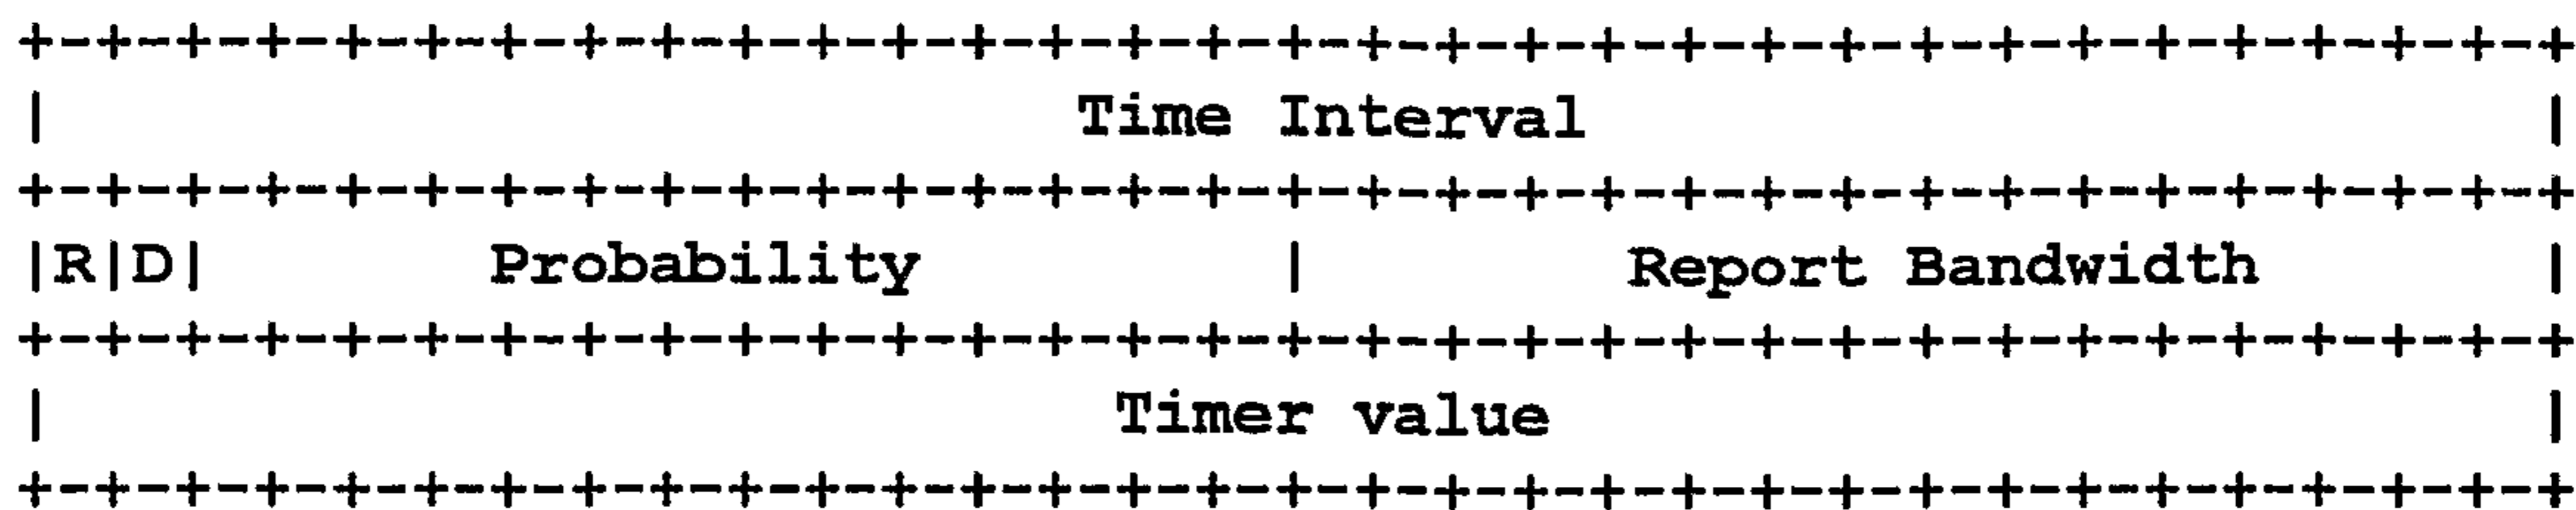 +-+-+-+-+-+-+-+-+-+-+-+-+-+-+-+-+-+-+-+-+-+-+-+-+-+-+-+-+-+-+-+-+
|                          Time Interval                        |
+-+-+-+-+-+-+-+-+-+-+-+-+-+-+-+-+-+-+-+-+-+-+-+-+-+-+-+-+-+-+-+-+
|R|D|       Probability         |        Report Bandwidth       |
+-+-+-+-+-+-+-+-+-+-+-+-+-+-+-+-+-+-+-+-+-+-+-+-+-+-+-+-+-+-+-+-+
|                           Timer value                         |
+-+-+-+-+-+-+-+-+-+-+-+-+-+-+-+-+-+-+-+-+-+-+-+-+-+-+-+-+-+-+-+-+